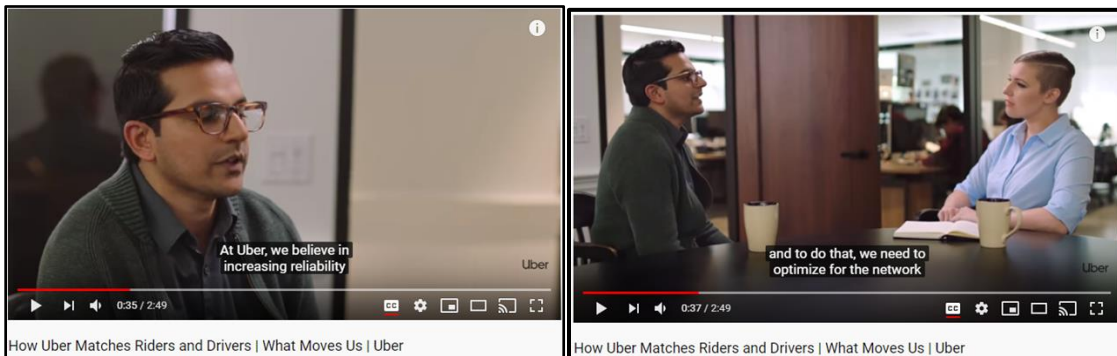 At Uber, we believe in
increasing reliability
Uber
0:35 / 2:49
CC
How Uber Matches Riders and Drivers | What Moves Us | Uber
and to do that, we need to
optimize for the network
Uber
0:37 / 2:49
CC
How Uber Matches Riders and Drivers | What Moves Us | Uber